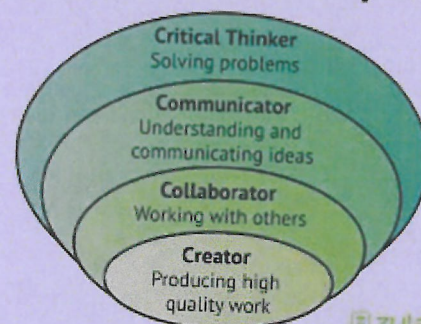 Critical Thinker
Solving problems
Communicator
Understanding and
communicating ideas
Collaborator
Working with others
Creator
Producing high
quality work